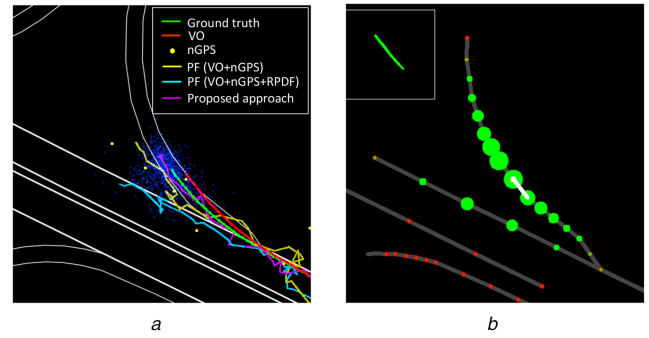 Ground truth
VO
nGPS
PF (VO+nGPS)
PF (VO+nGPS+RPDF)
Proposed approach
a
b